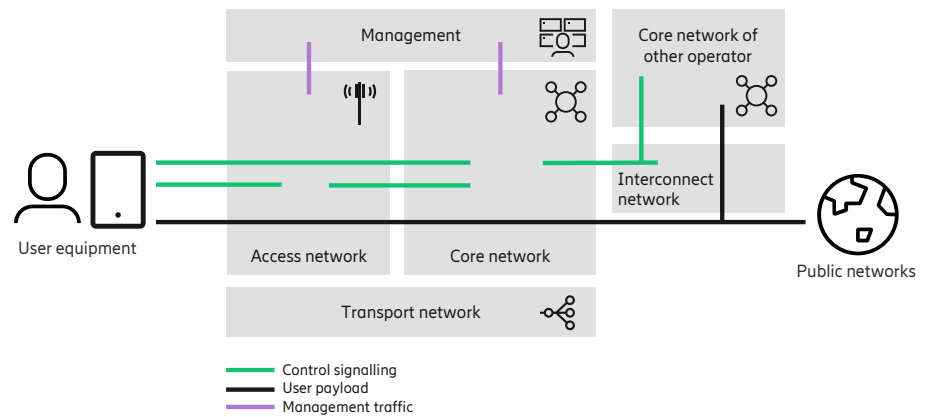 Management
Core network of
other operator
Interconnect
network
User equipment
Access network
Core network
Public networks
Transport network
Control signalling
User payload
Management traffic